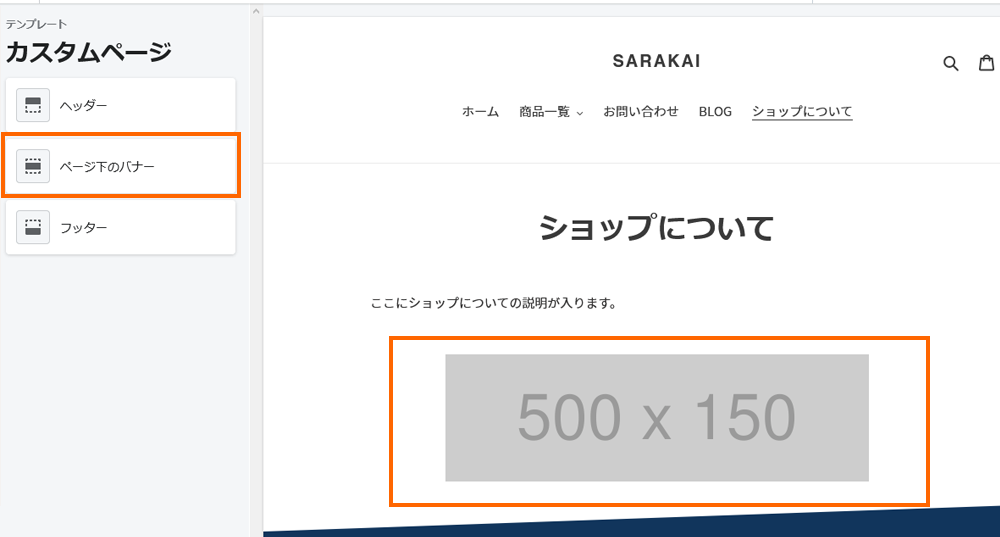 テンプレート
カスタムページ
ヘッダー
ページ下のバナー
フッター
SARAKAI
ホーム 商品一覧 お問い合わせ BLOG ショップについて
ショップについて
ここにショップについての説明が入ります。
500 x 150